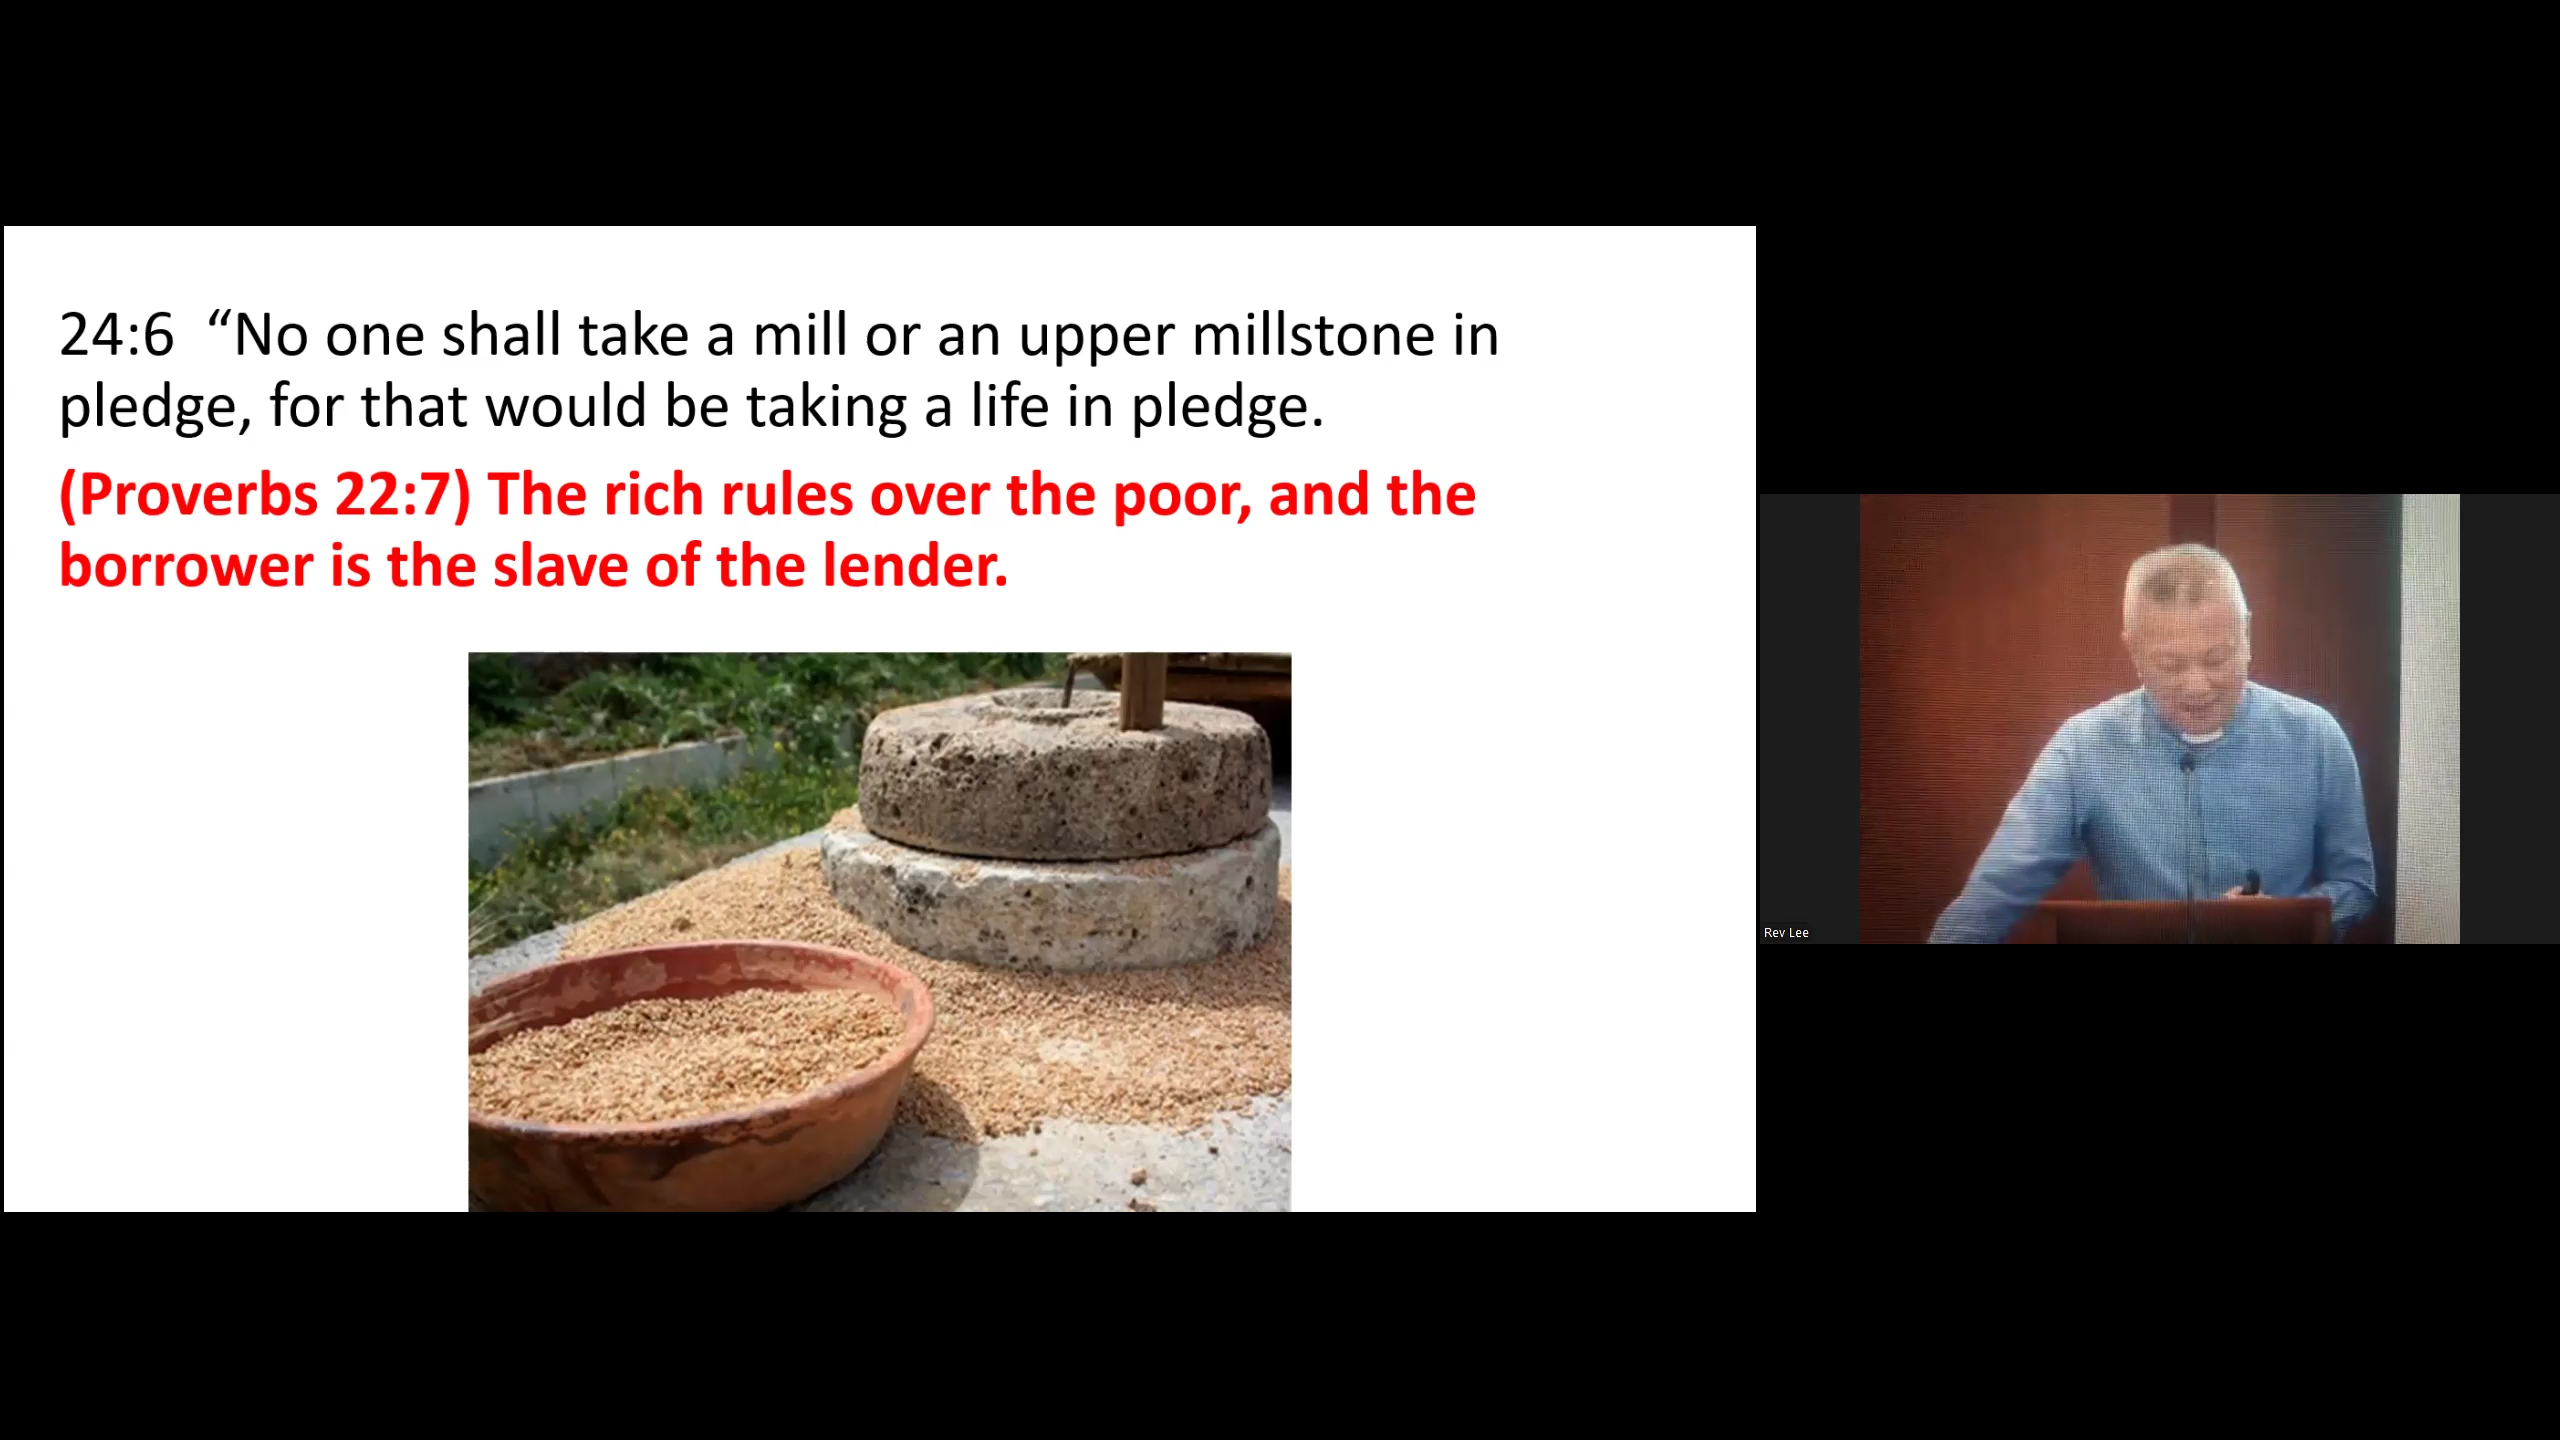 24:6  “No one shall take a mill or an upper millstone in
pledge, for that would be taking a life in pledge.
(Proverbs 22:7) The rich rules over the poor, and the
borrower is the slave of the lender.
Rev Lee